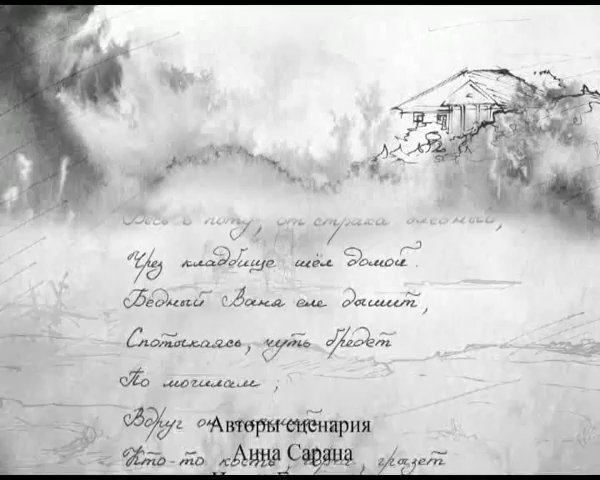 Весь в поту, от страха бледный,
Чрез кладбище шёл домой.
Бедный Ваня еле дышит,
Спотыкаясь, чуть бредет
По могилам;
Вдруг он
Авторы сценария
Анна Сарана
Кто-то кость, грызет